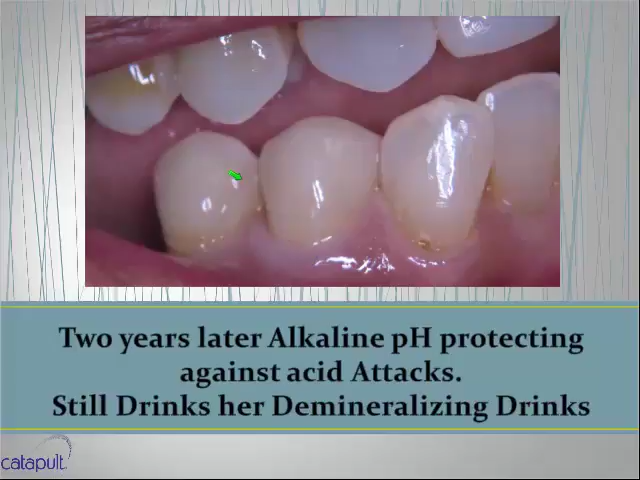 Two years later Alkaline pH protecting
against acid Attacks.
Still Drinks her Demineralizing Drinks
catapult